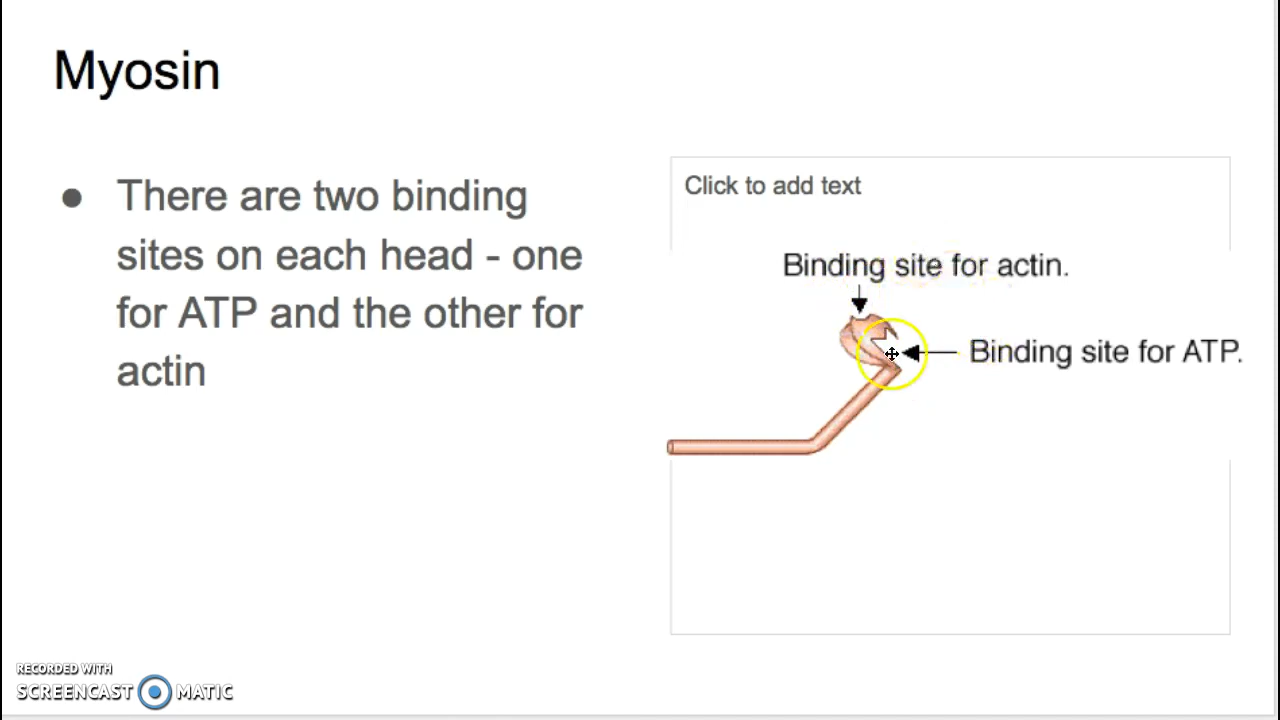 Myosin
● There are two binding
sites on each head - one
for ATP and the other for
actin
Click to add text
Binding site for actin.
Binding site for ATP.
RECORDED WITH
SCREENCAST MATIC